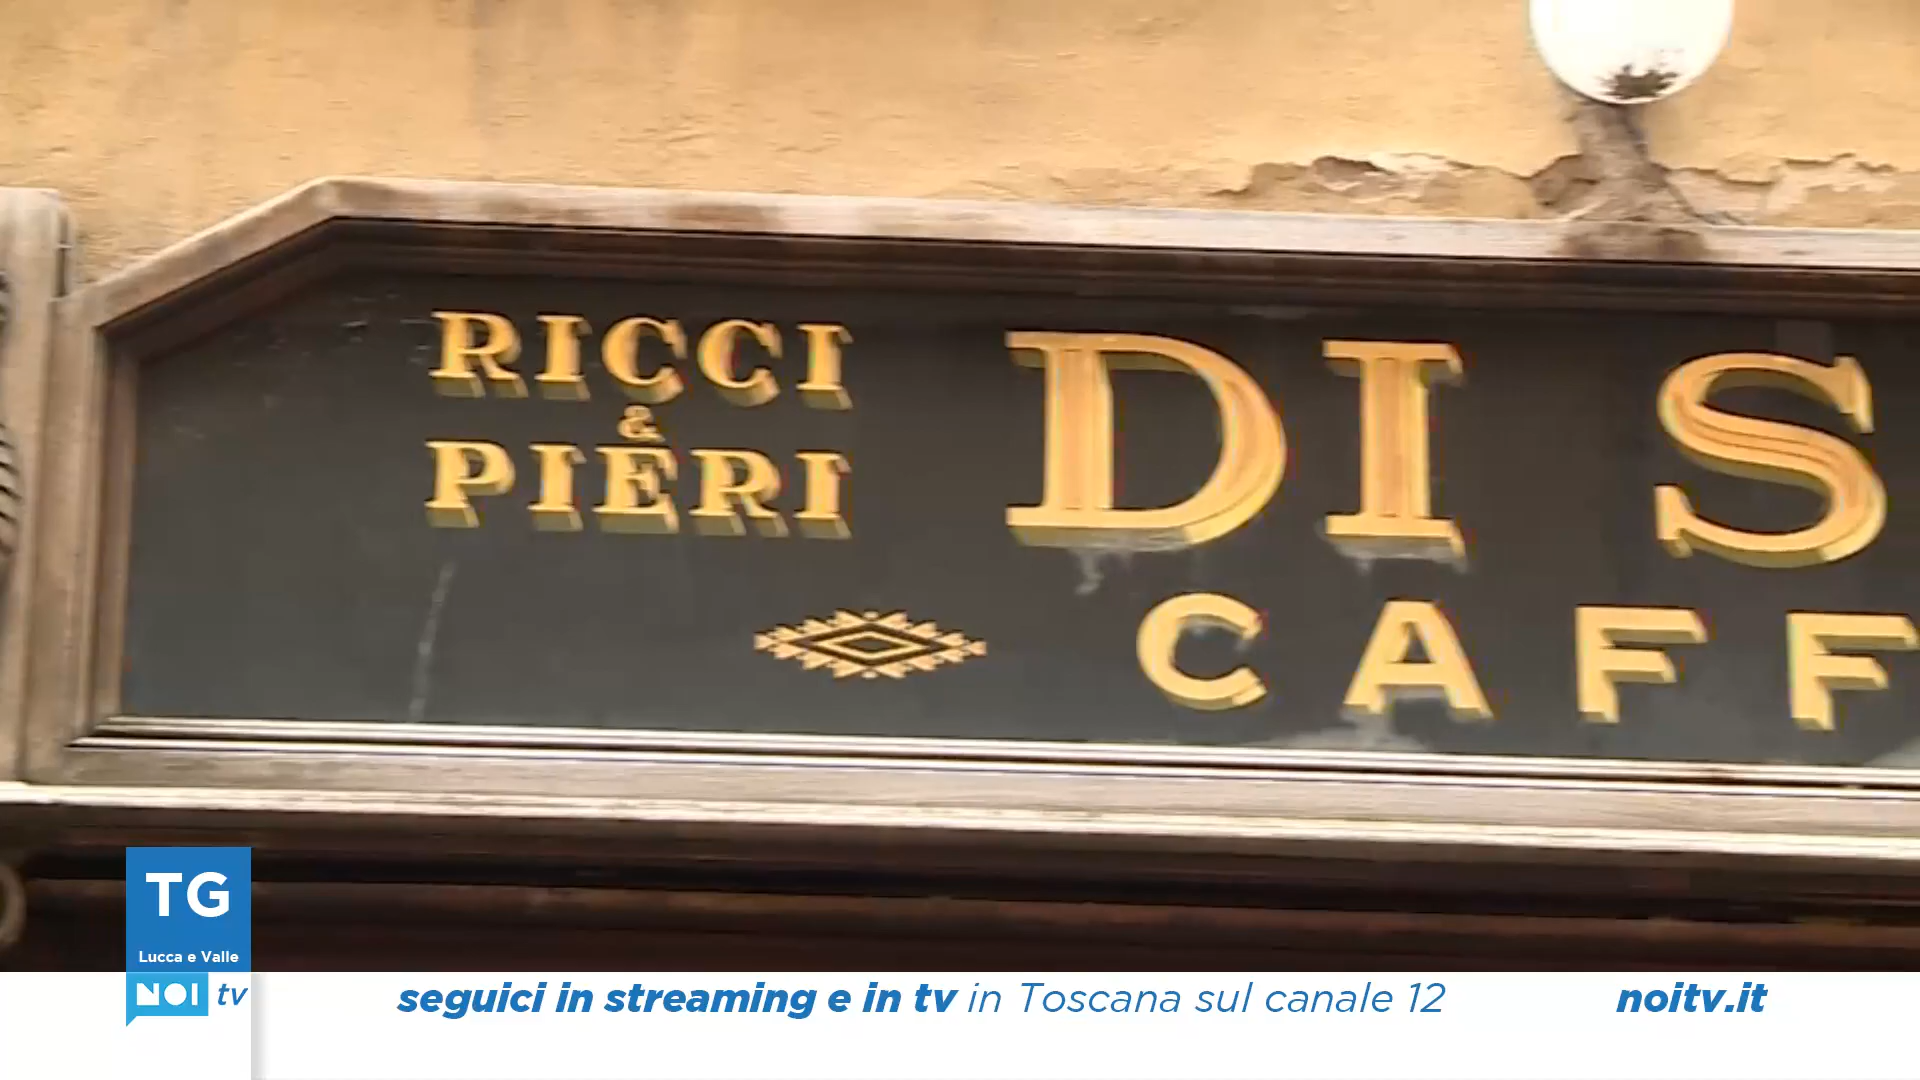 RICCI
&
PIERI
DI S
CAFF
TG
Lucca e Valle
NOI tv
seguici in streaming e in tv in Toscana sul canale 12
noitv.it